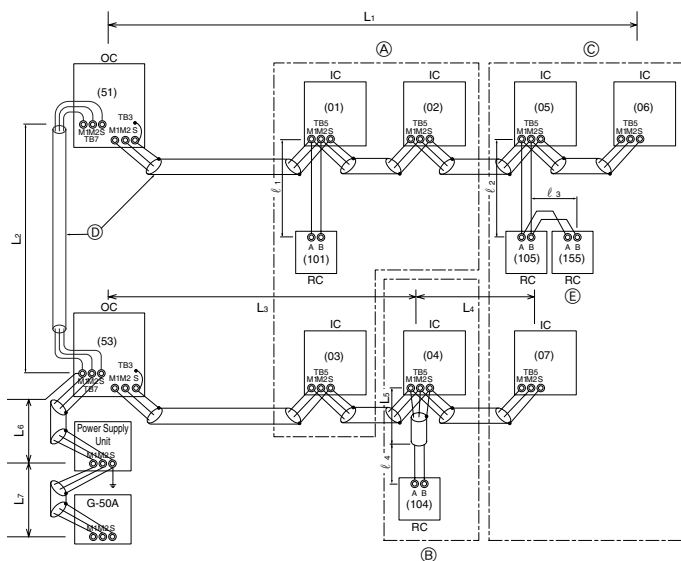 L1
A
C
OC
IC
IC
IC
IC
(51)
(01)
(02)
(05)
(06)
TB3
TB5
TB5
TB5
TB5
M1M2S
M1M2 S
M1M2S
M1M2S
M1M2S
M1M2S
TB7
ℓ1
ℓ2
ℓ3
L2
D
A B
A B
A B
(101)
(105)
(155)
RC
RC
RC
E
OC
L3
L4
IC
IC
IC
(53)
(03)
(04)
(07)
TB3
TB5
TB5
TB5
M1M2S
M1M2 S
M1M2S
M1M2S
M1M2S
TB7
L5
L6
Power Supply
Unit
M1M2S
ℓ4
A B
(104)
RC
L7
G-50A
M1M2S
B